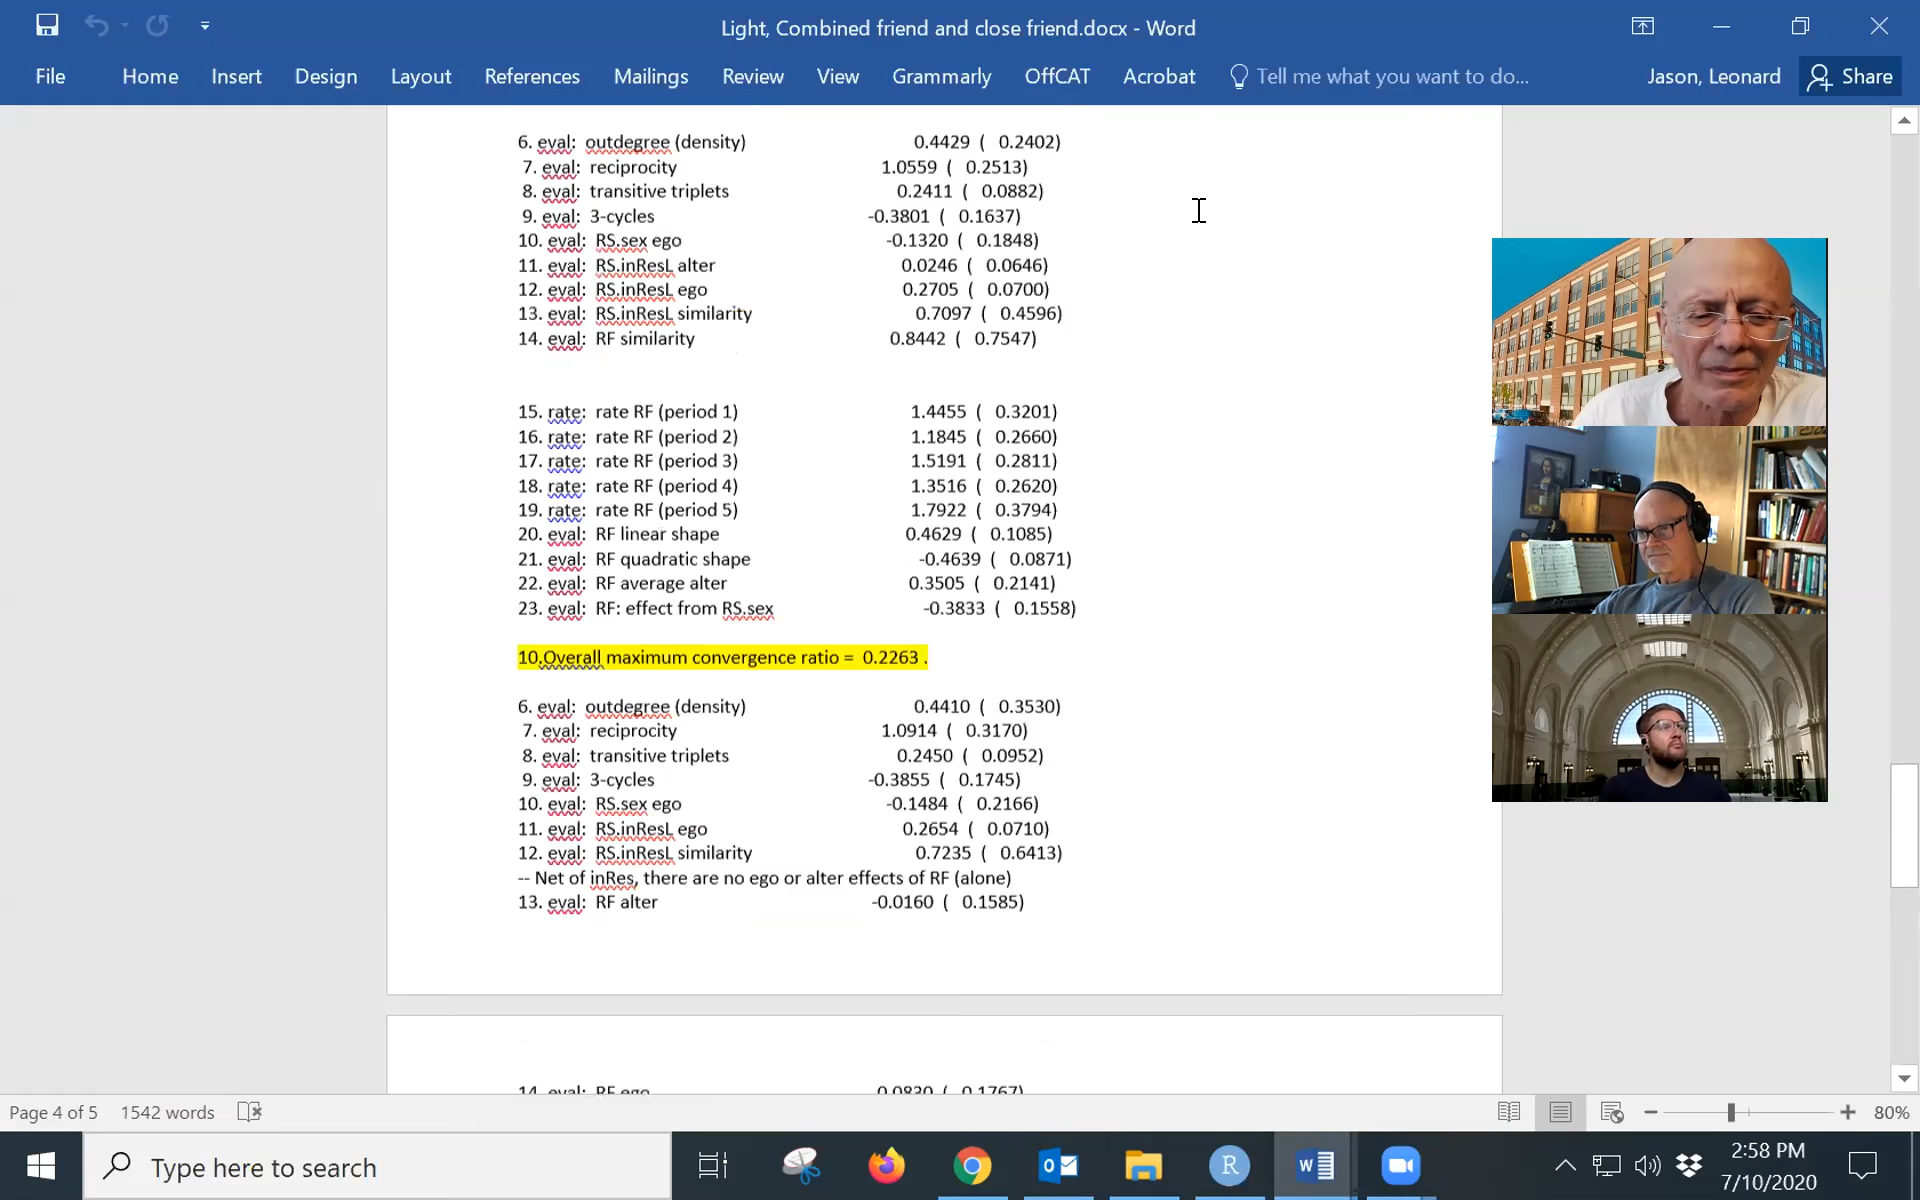 Light, Combined friend and close friend.docx - Word
File Home Insert Design Layout References Mailings Review View Grammarly OffCAT Acrobat Tell me what you want to do... Jason, Leonard Share
6. eval: outdegree (density) 0.4429 ( 0.2402)
7. eval: reciprocity 1.0559 ( 0.2513)
8. eval: transitive triplets 0.2411 ( 0.0882)
9. eval: 3-cycles -0.3801 ( 0.1637)
10. eval: RS.sex ego -0.1320 ( 0.1848)
11. eval: RS.inResL alter 0.0246 ( 0.0646)
12. eval: RS.inResL ego 0.2705 ( 0.0700)
13. eval: RS.inResL similarity 0.7097 ( 0.4596)
14. eval: RF similarity 0.8442 ( 0.7547)
15. rate: rate RF (period 1) 1.4455 ( 0.3201)
16. rate: rate RF (period 2) 1.1845 ( 0.2660)
17. rate: rate RF (period 3) 1.5191 ( 0.2811)
18. rate: rate RF (period 4) 1.3516 ( 0.2620)
19. rate: rate RF (period 5) 1.7922 ( 0.3794)
20. eval: RF linear shape 0.4629 ( 0.1085)
21. eval: RF quadratic shape -0.4639 ( 0.0871)
22. eval: RF average alter 0.3505 ( 0.2141)
23. eval: RF: effect from RS.sex -0.3833 ( 0.1558)
10.Overall maximum convergence ratio = 0.2263 .
6. eval: outdegree (density) 0.4410 ( 0.3530)
7. eval: reciprocity 1.0914 ( 0.3170)
8. eval: transitive triplets 0.2450 ( 0.0952)
9. eval: 3-cycles -0.3855 ( 0.1745)
10. eval: RS.sex ego -0.1484 ( 0.2166)
11. eval: RS.inResL ego 0.2654 ( 0.0710)
12. eval: RS.inResL similarity 0.7235 ( 0.6413)
-- Net of inRes, there are no ego or alter effects of RF (alone)
13. eval: RF alter -0.0160 ( 0.1585)
14. eval: RF ego 0.0830 ( 0.1767)
Page 4 of 5 1542 words 80%
Type here to search
2:58 PM
7/10/2020